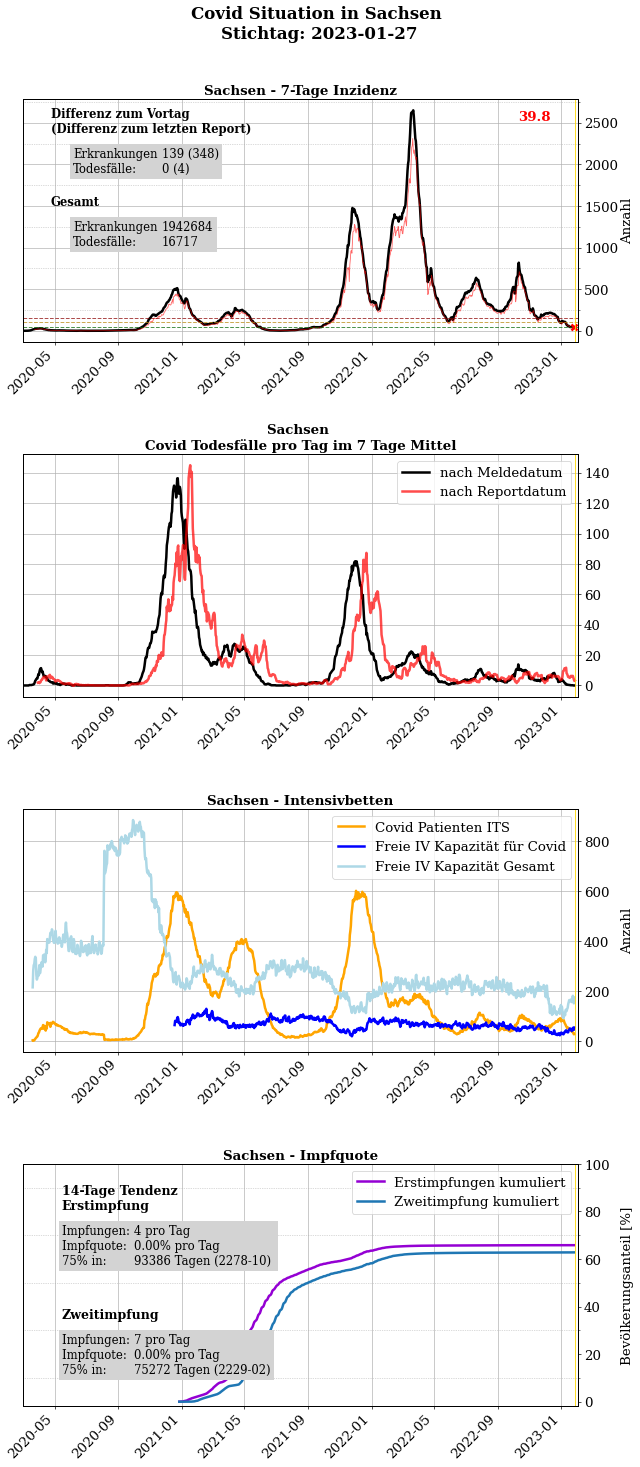 Covid Situation in Sachsen
Stichtag: 2023-01-27
Sachsen - 7-Tage Inzidenz
Differenz zum Vortag
(Differenz zum letzten Report)
Erkrankungen 139 (348)
Todesfälle: 0 (4)
Gesamt
Erkrankungen 1942684
Todesfälle: 16717
39.8
2500
2000
1500
1000
500
0
Anzahl
2020-05 2020-09 2021-01 2021-05 2021-09 2022-01 2022-05 2022-09 2023-01
Sachsen
Covid Todesfälle pro Tag im 7 Tage Mittel
nach Meldedatum
nach Reportdatum
140
120
100
80
60
40
20
0
2020-05 2020-09 2021-01 2021-05 2021-09 2022-01 2022-05 2022-09 2023-01
Sachsen - Intensivbetten
Covid Patienten ITS
Freie IV Kapazität für Covid
Freie IV Kapazität Gesamt
800
600
400
200
0
Anzahl
2020-05 2020-09 2021-01 2021-05 2021-09 2022-01 2022-05 2022-09 2023-01
Sachsen - Impfquote
14-Tage Tendenz
Erstimpfung
Impfungen: 4 pro Tag
Impfquote: 0.00% pro Tag
75% in: 93386 Tagen (2278-10)
Zweitimpfung
Impfungen: 7 pro Tag
Impfquote: 0.00% pro Tag
75% in: 75272 Tagen (2229-02)
Erstimpfungen kumuliert
Zweitimpfung kumuliert
100
80
60
40
20
0
Bevölkerungsanteil [%]
2020-05 2020-09 2021-01 2021-05 2021-09 2022-01 2022-05 2022-09 2023-01